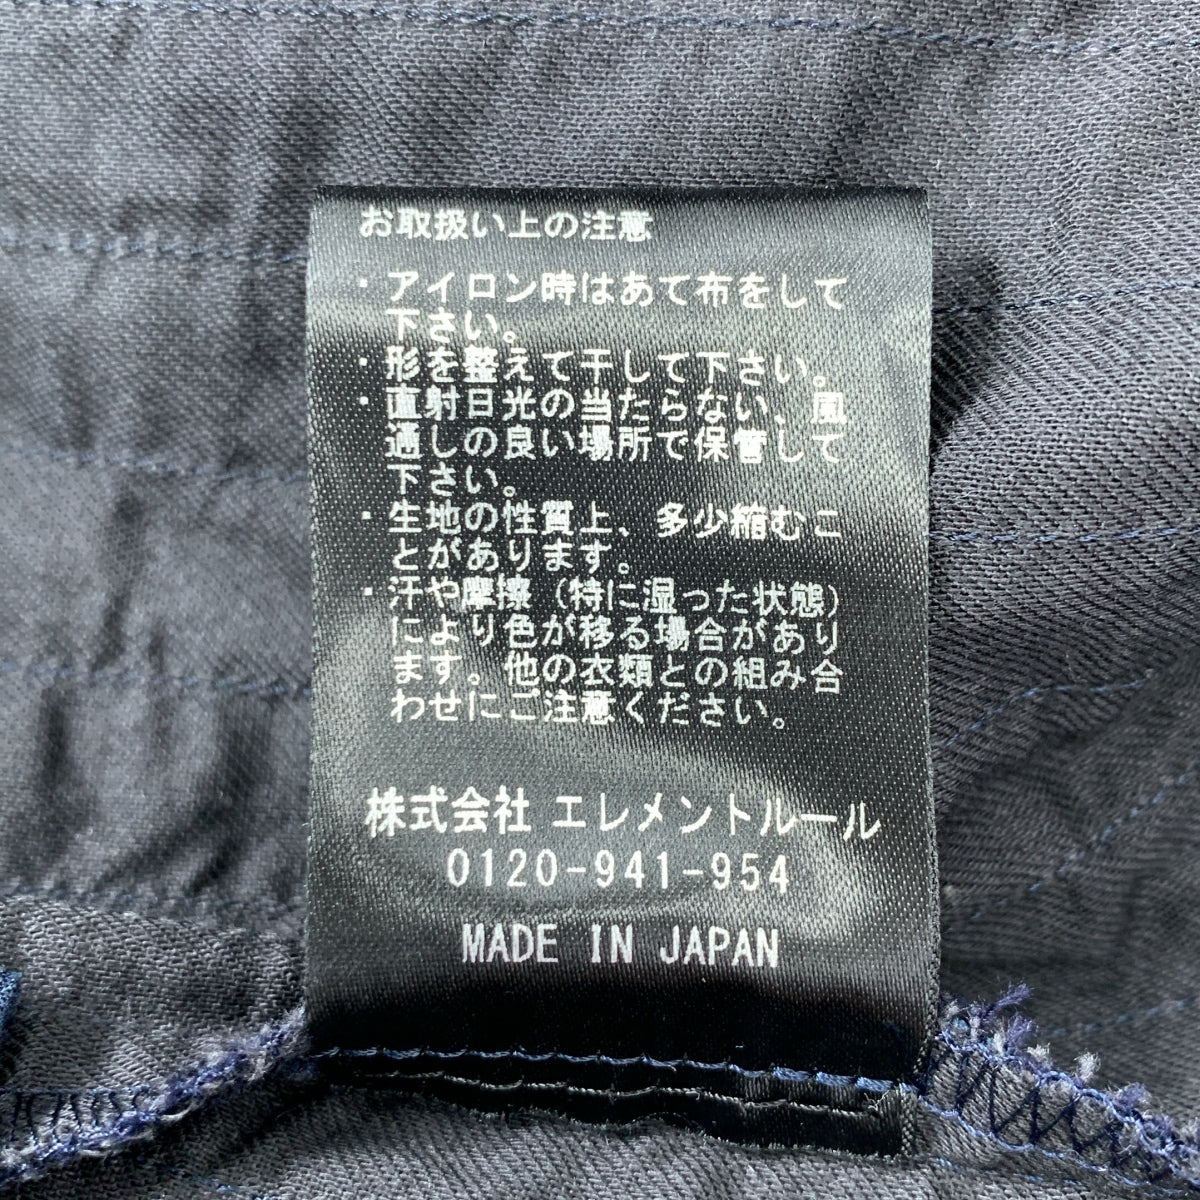 お取扱い上の注意
・アイロン時はあて布をして
下さい。
・形を整えて干して下さい。
・直射日光の当たらない、風
通しの良い場所で保管して
下さい。
・生地の性質上、多少縮むこ
とがあります。
・汗や摩擦(特に湿った状態)
により色が移る場合があり
ます。他の衣類との組み合
わせにご注意ください。
株式会社 エレメントルール
0120-941-954
MADE IN JAPAN